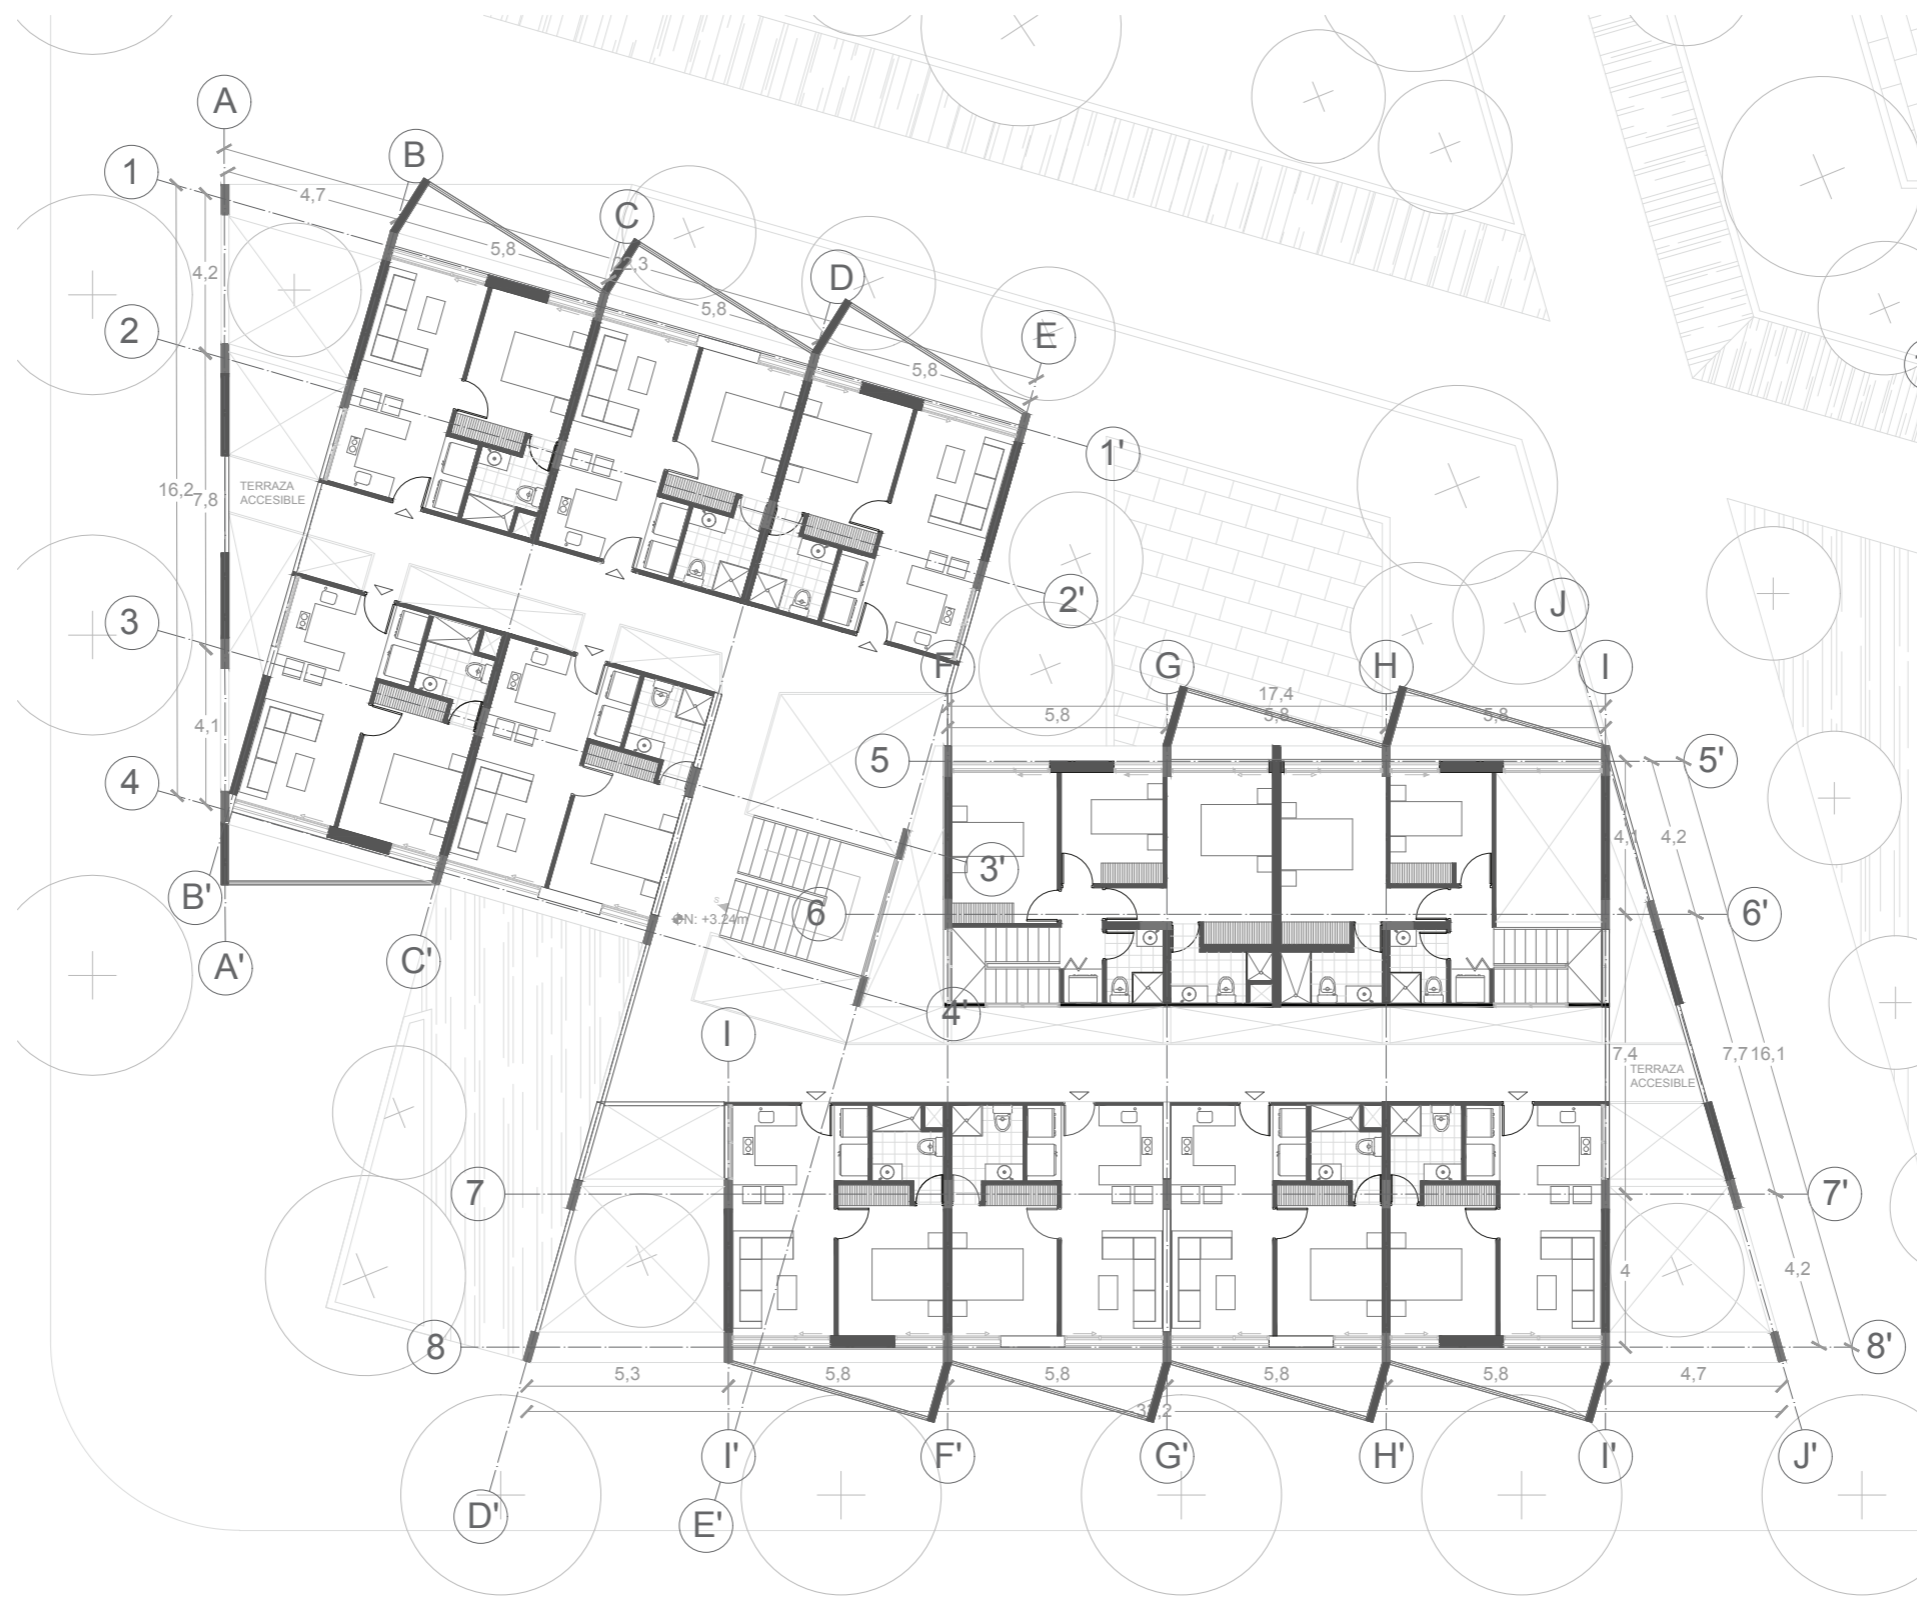 A
B
1
4,7
C
5,8
22,3
D
4,2
5,8
2
E
5,8
1'
16,2
7,8
TERRAZA
ACCESIBLE
2'
J
3
F
G
H
I
17,4
4,1
5,8
5,8
5,8
5
5'
4
4,1
4,2
3'
B'
N: +3.24m
s
6
6'
A'
C'
4'
I
7,4
7,7
16,1
TERRAZA
ACCESIBLE
7
7'
4
4,2
8
8'
5,3
5,8
5,8
5,8
5,8
4,7
I'
F'
G'
H'
I'
J'
D'
E'